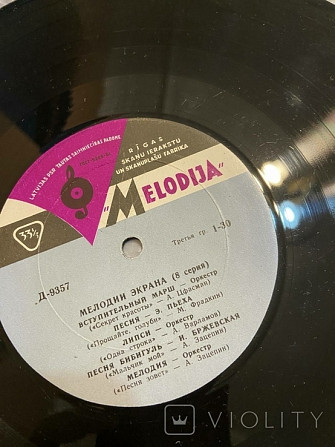 LATVIJAS PSR TAUTAS SAIMNIECĪBAS PADOME
RĪGAS
SKAŅU IERAKSTU
UN SKAŅUPLAŠU FABRIKA
"MELODIJA"
33⅓
Д-9357
Третья гр. 1-30
МЕЛОДИИ ЭКРАНА (8 серия)
ВСТУПИТЕЛЬНЫЙ МАРШ — Оркестр
(«Секрет красоты» — А. Цфасман)
ПЕСНЯ — Э. ПЬЕХА
(«Прощайте, голуби» — М. Фрадкин)
ЛИПСИ — Оркестр
(«Одна строка» — А. Варламов)
ПЕСНЯ БИБИГУЛЬ — И. БРЖЕВСКАЯ
(«Мальчик мой» — А. Зацепин)
МЕЛОДИЯ — Оркестр
(«Песня зовет» — А. Зацепин)
VIOLITY